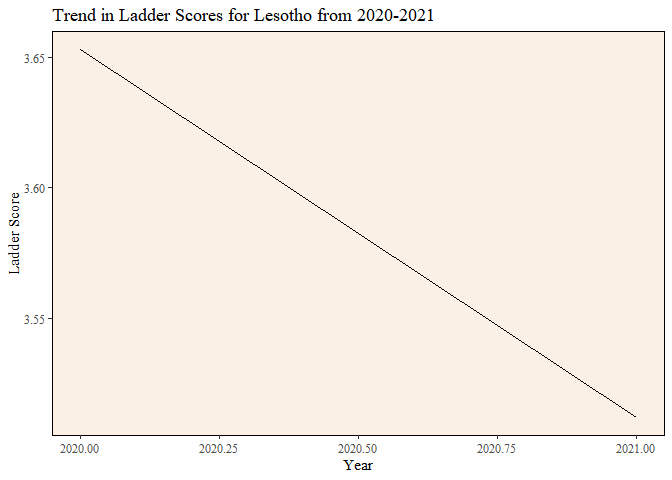 Trend in Ladder Scores for Lesotho from 2020-2021
3.65
3.60
3.55
Ladder Score
2020.00 2020.25 2020.50 2020.75 2021.00
Year